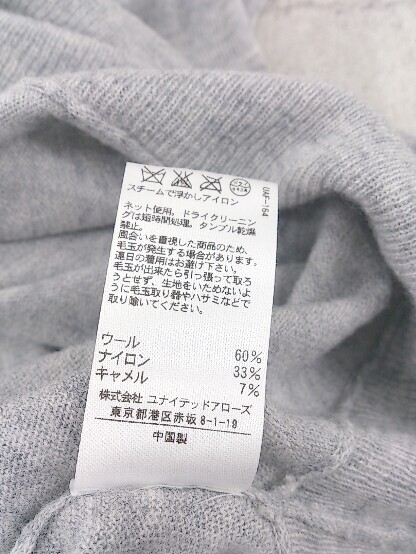 スチームで浮かしアイロン
UAF-164
ネット使用。ドライクリーニン
グは短時間処理。タンブル乾燥
禁止。
風合いを重視した商品のため、
毛玉が発生する場合があります。
連日の着用はお避け下さい。
毛玉が出来たら引っ張って取ろ
うとせず、生地をいためないよ
うに毛玉取り器やハサミなどで
取り除いてください。
ウール 60%
ナイロン 33%
キャメル 7%
株式会社 ユナイテッドアローズ
東京都港区赤坂8-1-19
中国製